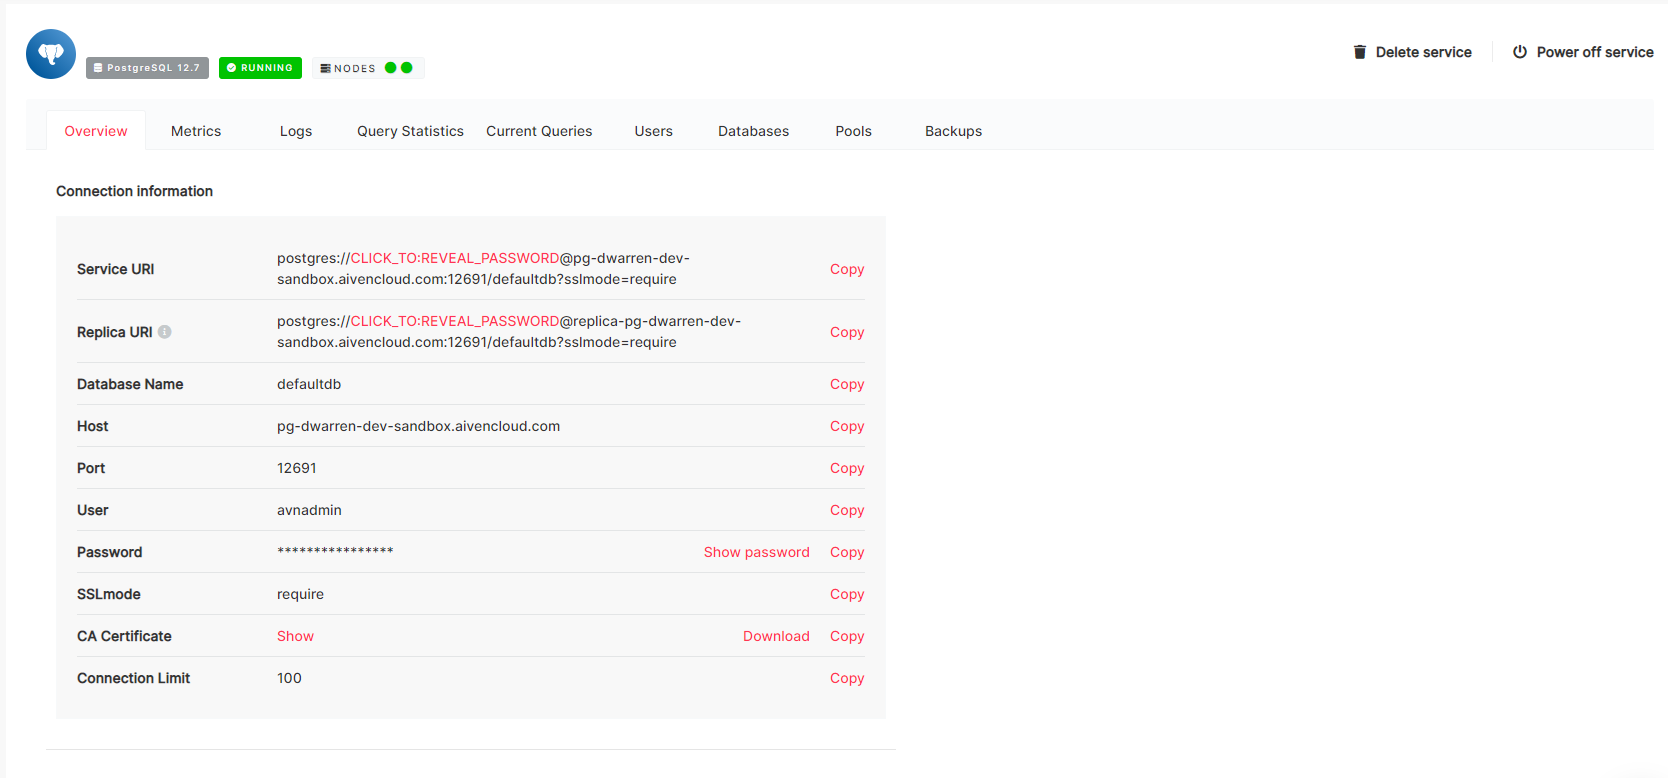 PostgreSQL 12.7 RUNNING NODES
Delete service Power off service
Overview Metrics Logs Query Statistics Current Queries Users Databases Pools Backups
Connection information
Service URI postgres://CLICK_TO:REVEAL_PASSWORD@pg-dwarren-dev-
sandbox.aivencloud.com:12691/defaultdb?sslmode=require Copy
Replica URI postgres://CLICK_TO:REVEAL_PASSWORD@replica-pg-dwarren-dev-
sandbox.aivencloud.com:12691/defaultdb?sslmode=require Copy
Database Name defaultdb Copy
Host pg-dwarren-dev-sandbox.aivencloud.com Copy
Port 12691 Copy
User avnadmin Copy
Password **************** Show password Copy
SSLmode require Copy
CA Certificate Show Download Copy
Connection Limit 100 Copy